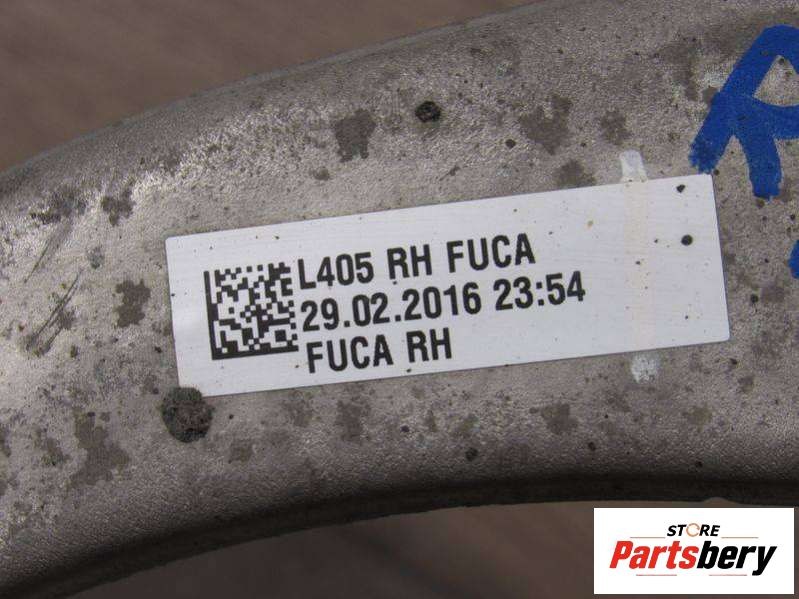 R
L405 RH FUCA
29.02.2016 23:54
FUCA RH
STORE
Partsbery